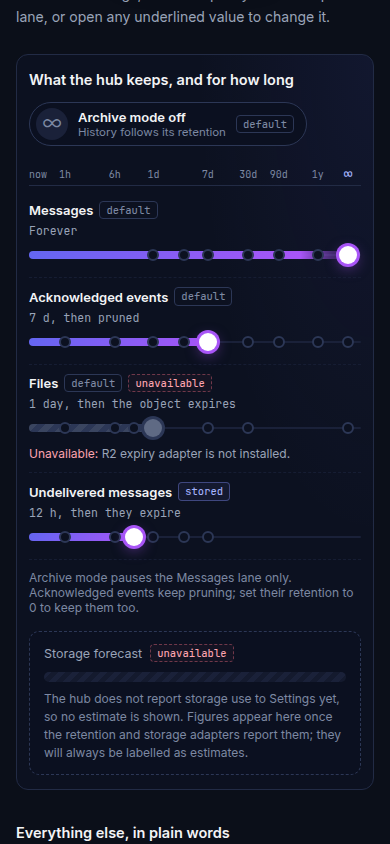 lane, or open any underlined value to change it.
What the hub keeps, and for how long
Archive mode off
History follows its retention
default
now 1h 6h 1d 7d 30d 90d 1y ∞
Messages default
Forever
Acknowledged events default
7 d, then pruned
Files default unavailable
1 day, then the object expires
Unavailable: R2 expiry adapter is not installed.
Undelivered messages stored
12 h, then they expire
Archive mode pauses the Messages lane only.
Acknowledged events keep pruning; set their retention to
0 to keep them too.
Storage forecast unavailable
The hub does not report storage use to Settings yet,
so no estimate is shown. Figures appear here once
the retention and storage adapters report them; they
will always be labelled as estimates.
Everything else, in plain words